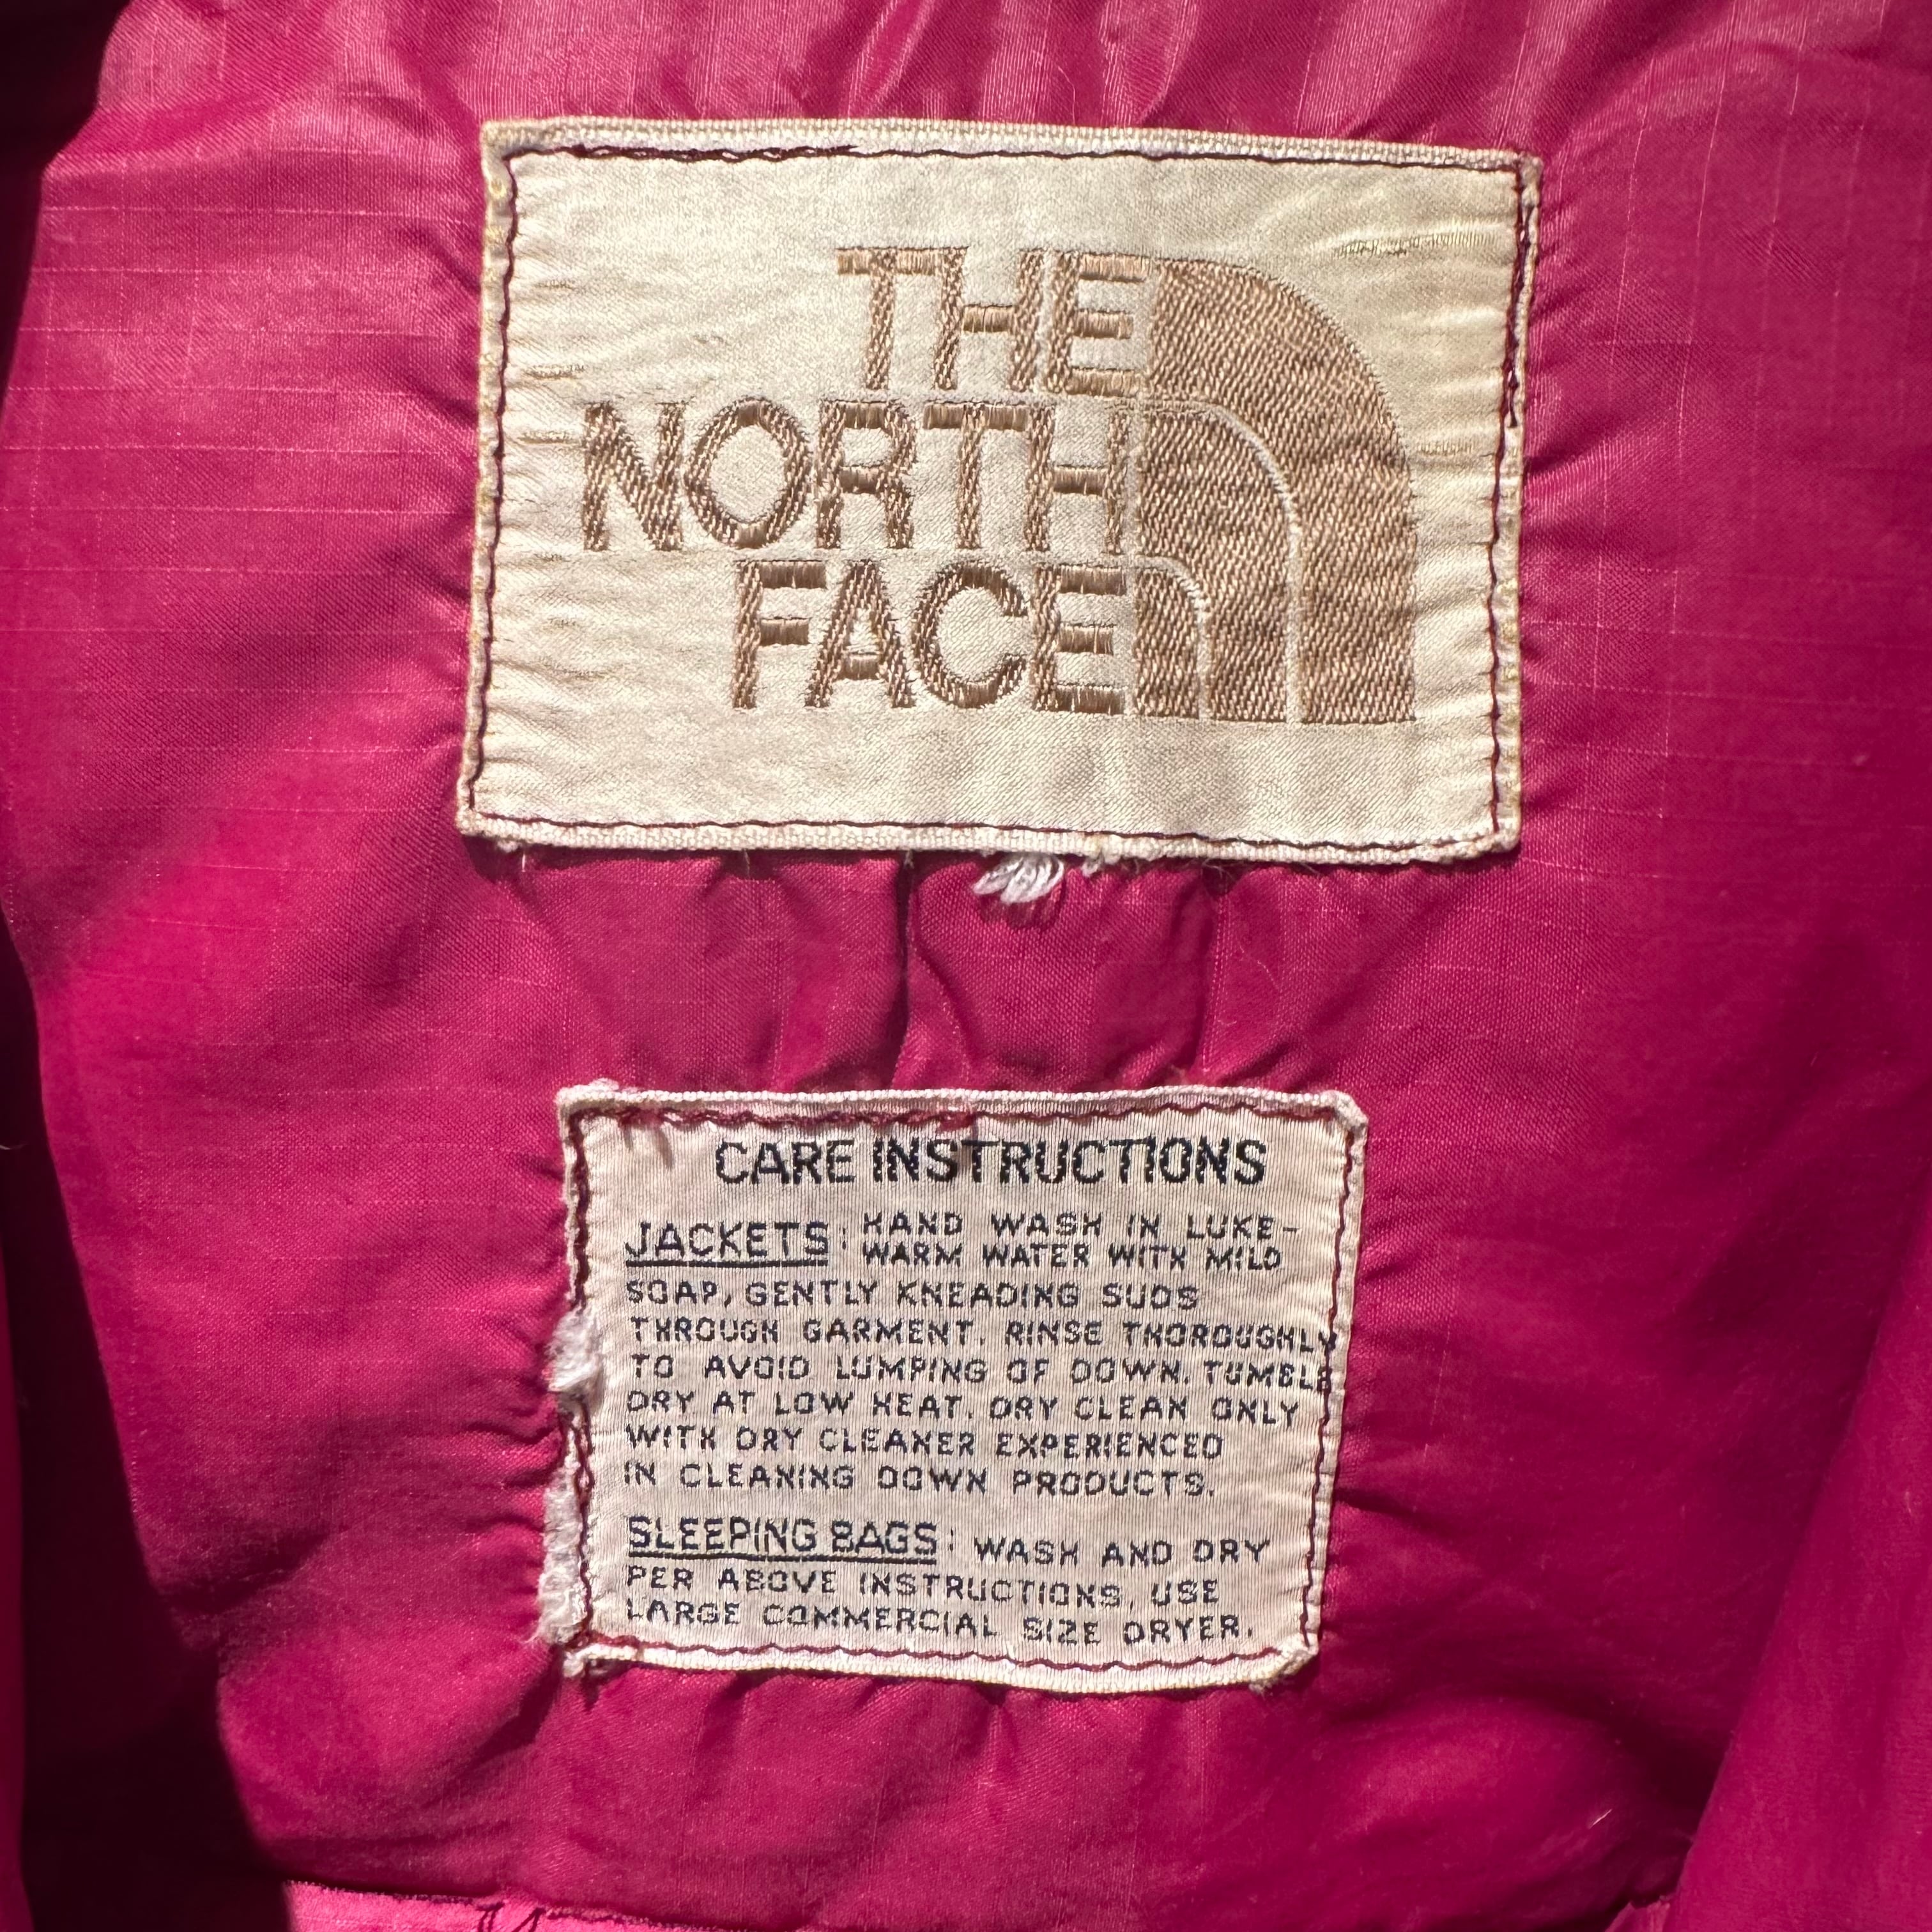 THE
NORTH
FACE
CARE INSTRUCTIONS
JACKETS: HAND WASH IN LUKE-
WARM WATER WITH MILD
SOAP, GENTLY KNEADING SUDS
THROUGH GARMENT. RINSE THOROUGHLY
TO AVOID LUMPING OF DOWN. TUMBLE
DRY AT LOW HEAT. DRY CLEAN ONLY
WITH DRY CLEANER EXPERIENCED
IN CLEANING DOWN PRODUCTS.
SLEEPING BAGS: WASH AND DRY
PER ABOVE INSTRUCTIONS, USE
LARGE COMMERCIAL SIZE DRYER.